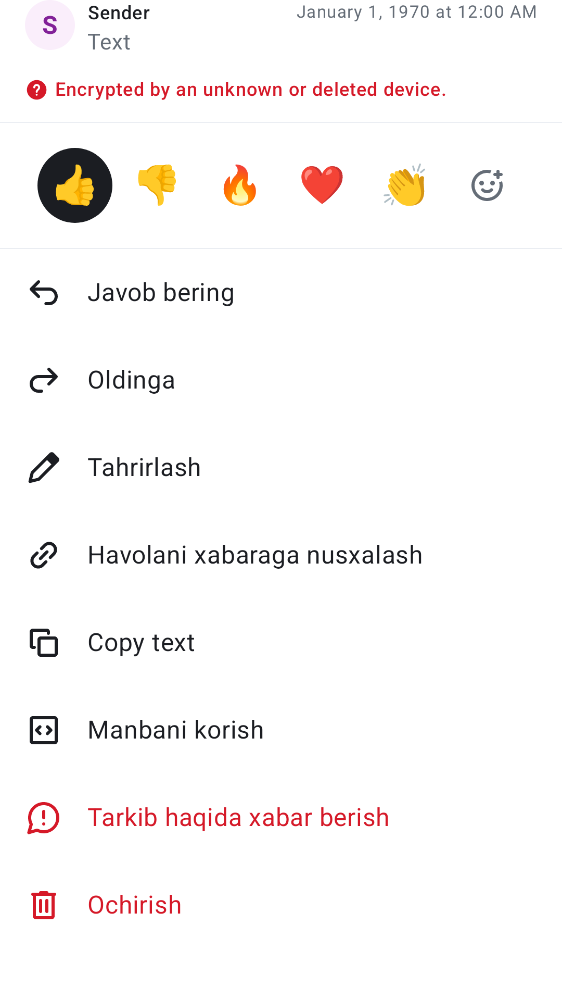 S
Sender
January 1, 1970 at 12:00 AM
Text
Encrypted by an unknown or deleted device.
Javob bering
Oldinga
Tahrirlash
Havolani xabaraga nusxalash
Copy text
Manbani korish
Tarkib haqida xabar berish
Ochirish